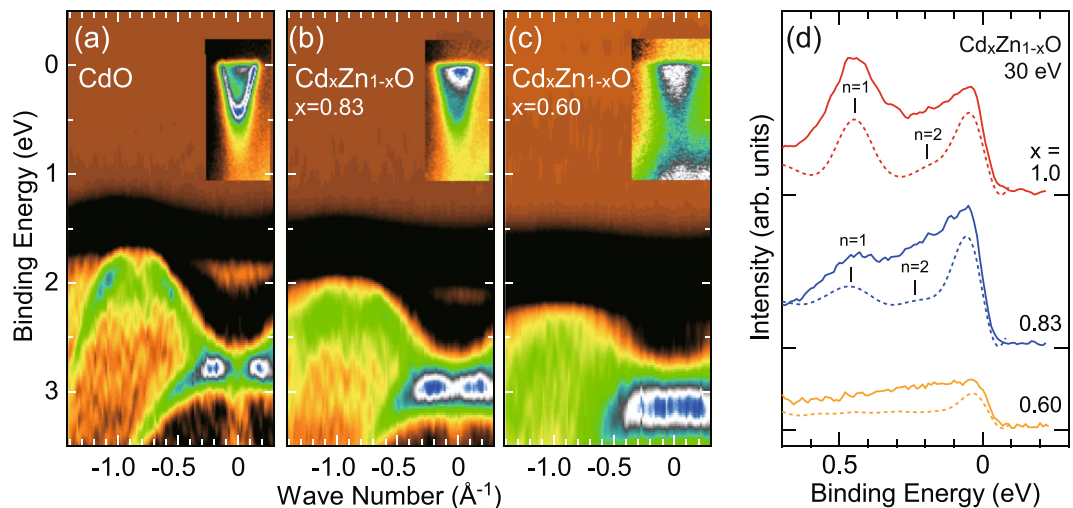 (a)
CdO
(b)
CdxZn1-xO
x=0.83
(c)
CdxZn1-xO
x=0.60
0
1
2
3
Binding Energy (eV)
-1.0
-0.5
0
-1.0
-0.5
0
-1.0
-0.5
0
Wave Number (Å-1)
(d)
CdxZn1-xO
30 eV
n=1
n=2
x =
1.0
n=1
n=2
0.83
0.60
Intensity (arb. units)
0.5
0
Binding Energy (eV)